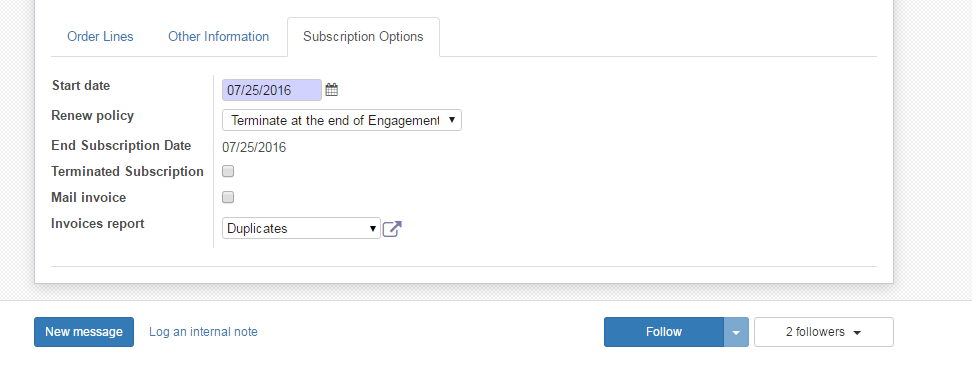 Order Lines Other Information Subscription Options
Start date 07/25/2016
Renew policy Terminate at the end of Engagement
End Subscription Date 07/25/2016
Terminated Subscription
Mail invoice
Invoices report Duplicates
New message Log an internal note Follow 2 followers